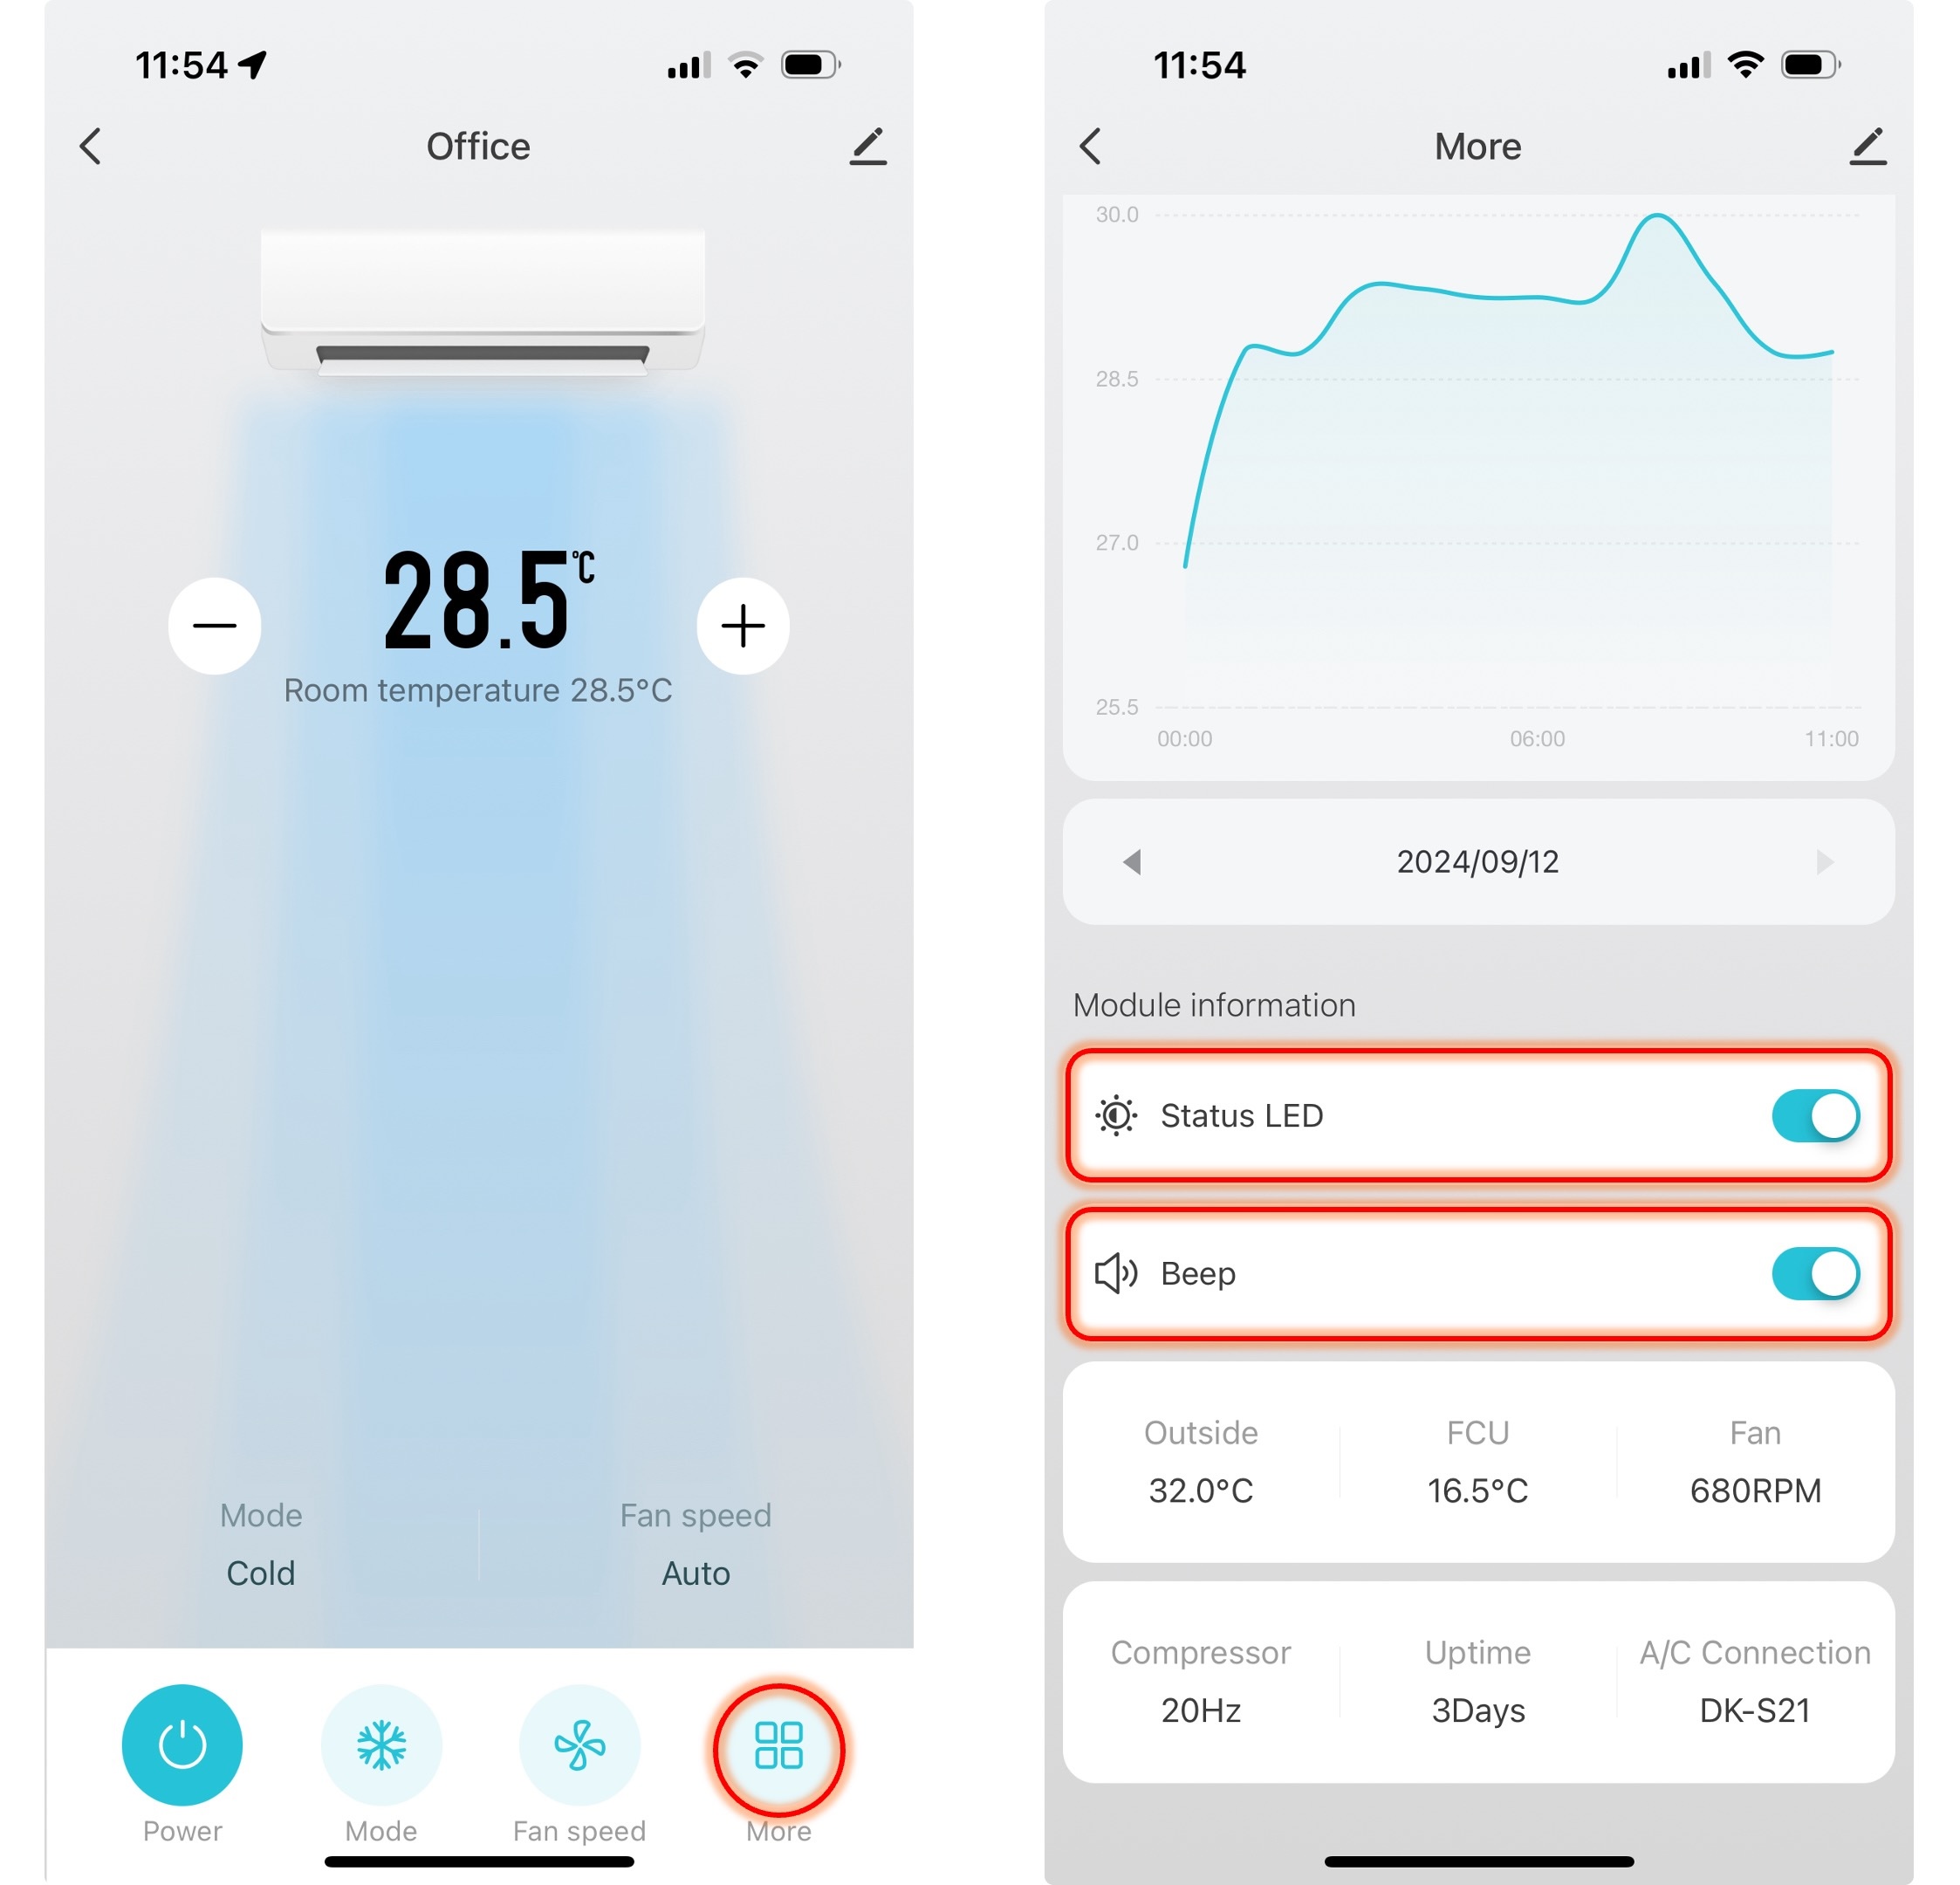 11:54
Office
28.5°C
Room temperature 28.5°C
Mode
Cold
Fan speed
Auto
Power
Mode
Fan speed
More
11:54
More
30.0
28.5
27.0
25.5
00:00
06:00
11:00
2024/09/12
Module information
Status LED
Beep
Outside
32.0°C
FCU
16.5°C
Fan
680RPM
Compressor
20Hz
Uptime
3Days
A/C Connection
DK-S21